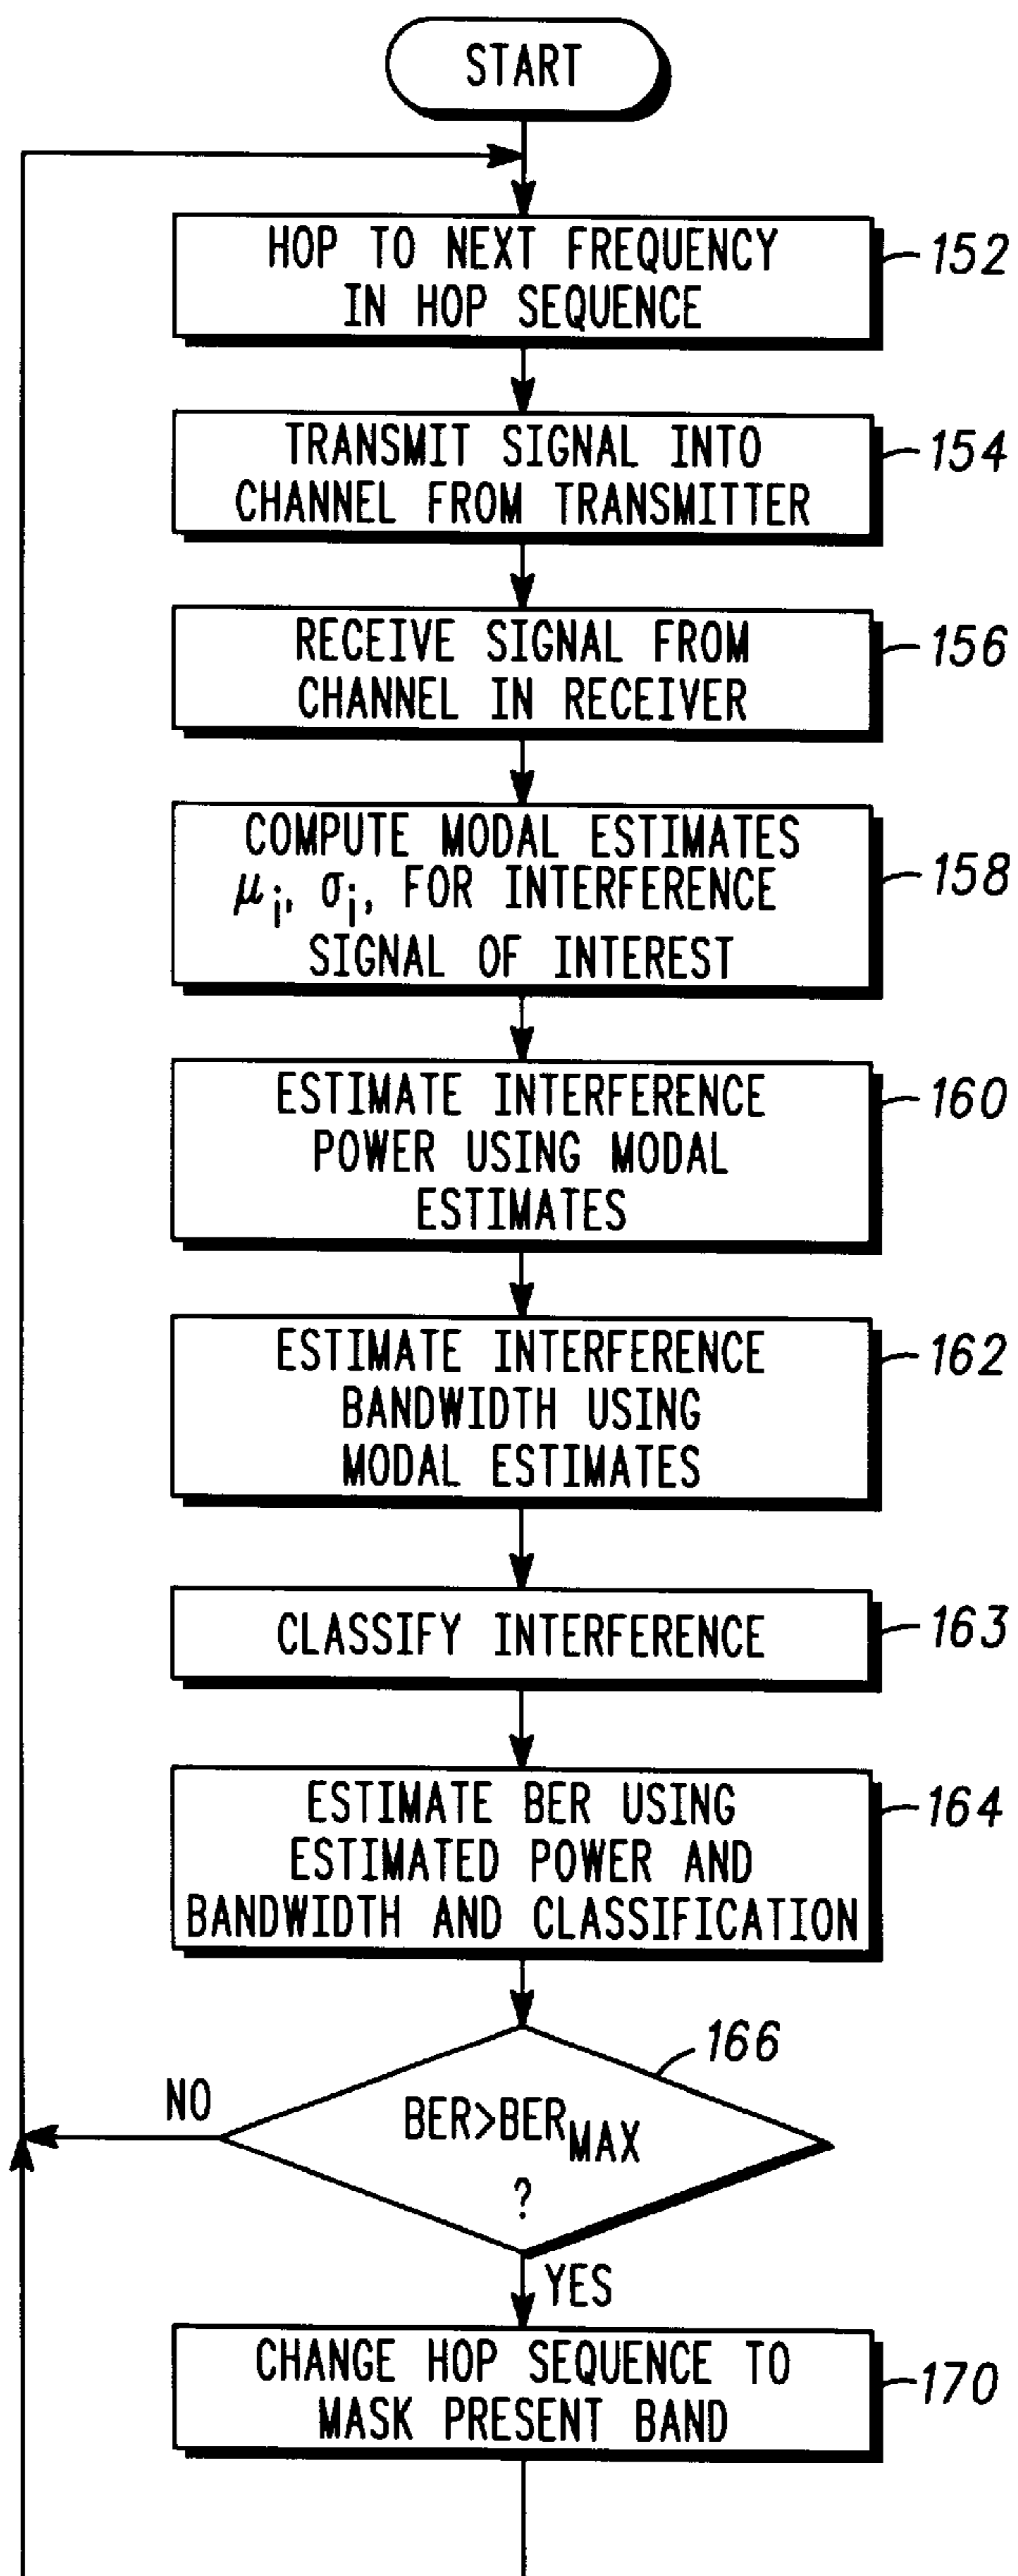 START
HOP TO NEXT FREQUENCY
IN HOP SEQUENCE
152
TRANSMIT SIGNAL INTO
CHANNEL FROM TRANSMITTER
154
RECEIVE SIGNAL FROM
CHANNEL IN RECEIVER
156
COMPUTE MODAL ESTIMATES
μi, σi, FOR INTERFERENCE
SIGNAL OF INTEREST
158
ESTIMATE INTERFERENCE
POWER USING MODAL
ESTIMATES
160
ESTIMATE INTERFERENCE
BANDWIDTH USING
MODAL ESTIMATES
162
CLASSIFY INTERFERENCE
163
ESTIMATE BER USING
ESTIMATED POWER AND
BANDWIDTH AND CLASSIFICATION
164
166
NO
BER>BERMAX
?
YES
CHANGE HOP SEQUENCE TO
MASK PRESENT BAND
170